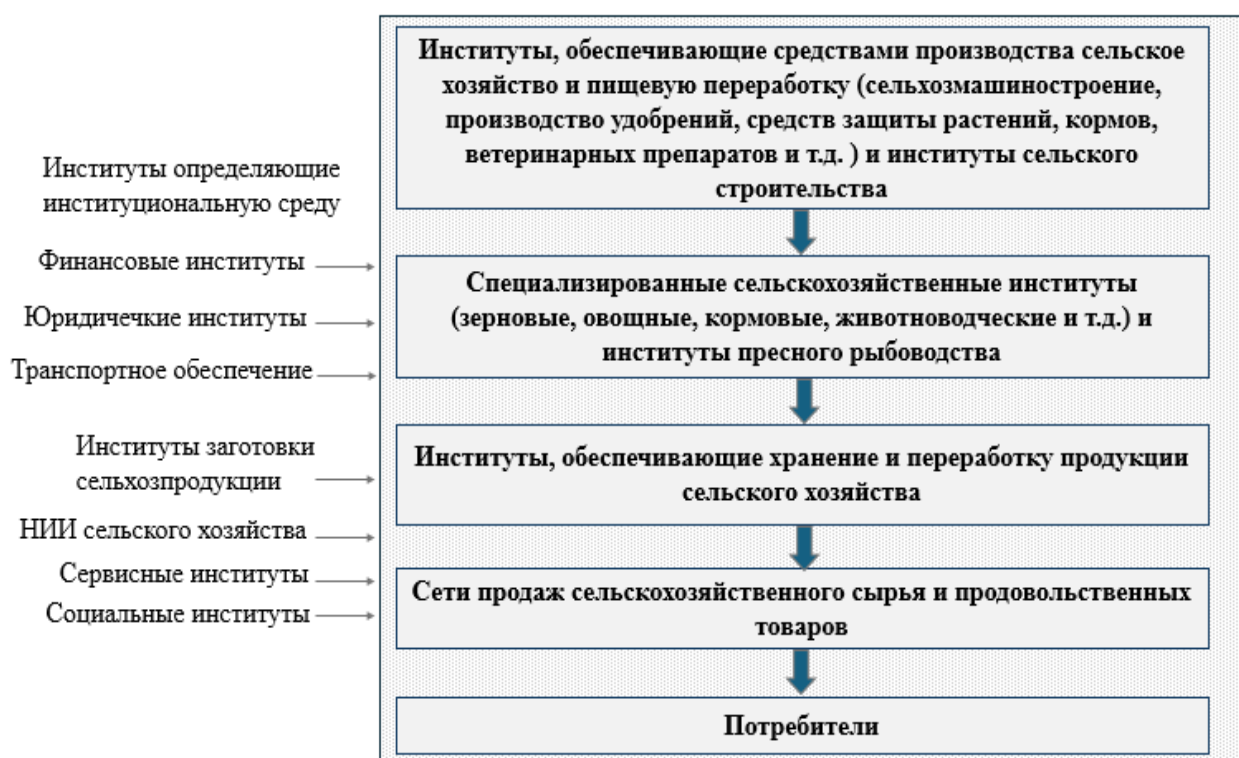 Институты, обеспечивающие средствами производства сельское
хозяйство и пищевую переработку (сельхозмашиностроение,
производство удобрений, средств защиты растений, кормов,
ветеринарных препаратов и т.д. ) и институты сельского
строительства
Институты определяющие
институциональную среду
Финансовые институты
Юридичечкие институты
Транспортное обеспечение
Институты заготовки
сельхозпродукции
НИИ сельского хозяйства
Сервисные институты
Социальные институты
Специализированные сельскохозяйственные институты
(зерновые, овощные, кормовые, животноводческие и т.д.) и
институты пресного рыбоводства
Институты, обеспечивающие хранение и переработку продукции
сельского хозяйства
Сети продаж сельскохозяйственного сырья и продовольственных
товаров
Потребители